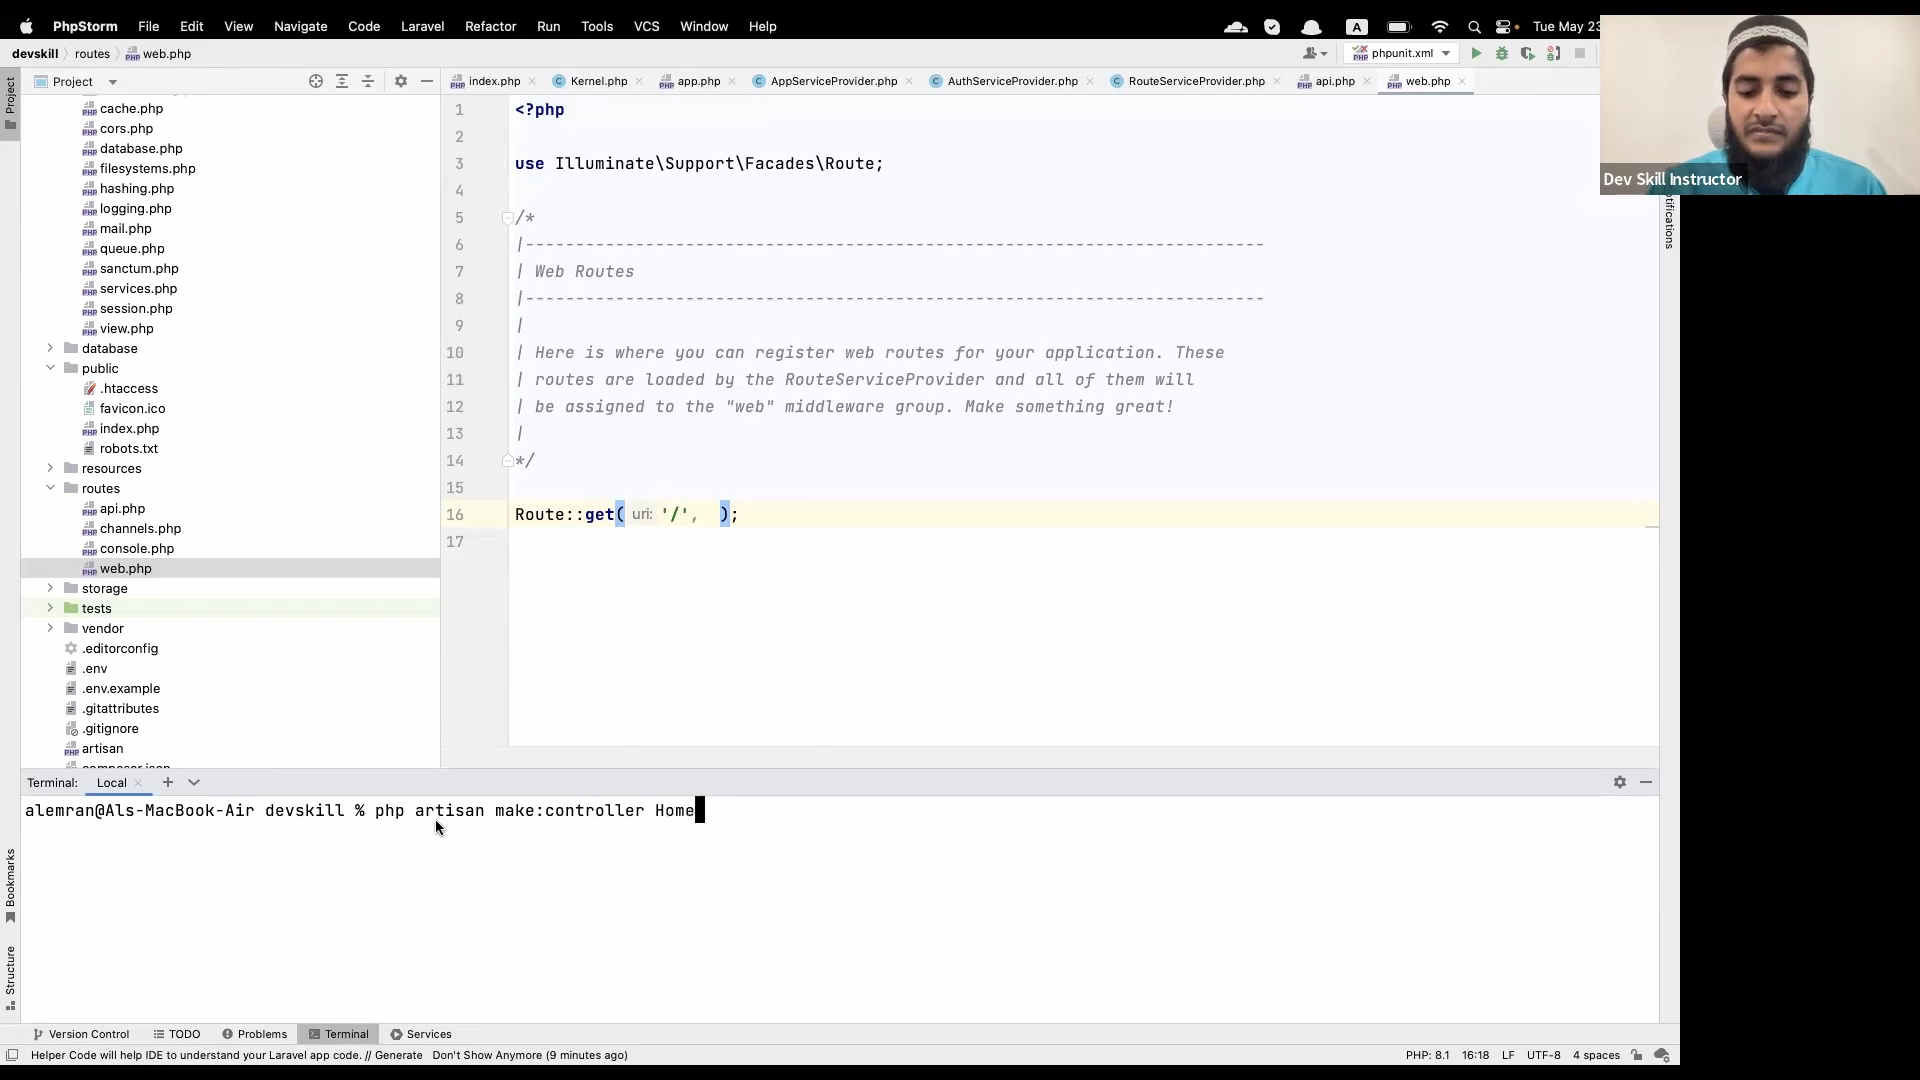 PhpStorm File Edit View Navigate Code Laravel Refactor Run Tools VCS Window Help
A Tue May 23
devskill routes web.php
phpunit.xml
Project
index.php Kernel.php app.php AppServiceProvider.php AuthServiceProvider.php RouteServiceProvider.php api.php web.php
Project
cache.php
cors.php
database.php
filesystems.php
hashing.php
logging.php
mail.php
queue.php
sanctum.php
services.php
session.php
view.php
database
public
.htaccess
favicon.ico
index.php
robots.txt
resources
routes
api.php
channels.php
console.php
web.php
storage
tests
vendor
.editorconfig
.env
.env.example
.gitattributes
.gitignore
artisan
1 <?php
2
3 use Illuminate\Support\Facades\Route;
4
5 /*
6 |--------------------------------------------------------------------------
7 | Web Routes
8 |--------------------------------------------------------------------------
9 |
10 | Here is where you can register web routes for your application. These
11 | routes are loaded by the RouteServiceProvider and all of them will
12 | be assigned to the "web" middleware group. Make something great!
13 |
14 */
15
16 Route::get( uri: '/',  );
17
Dev Skill Instructor
Terminal: Local
alemran@Als-MacBook-Air devskill % php artisan make:controller Home
Bookmarks
Structure
Version Control TODO Problems Terminal Services
Helper Code will help IDE to understand your Laravel app code. // Generate Don't Show Anymore (9 minutes ago)
PHP: 8.1 16:18 LF UTF-8 4 spaces